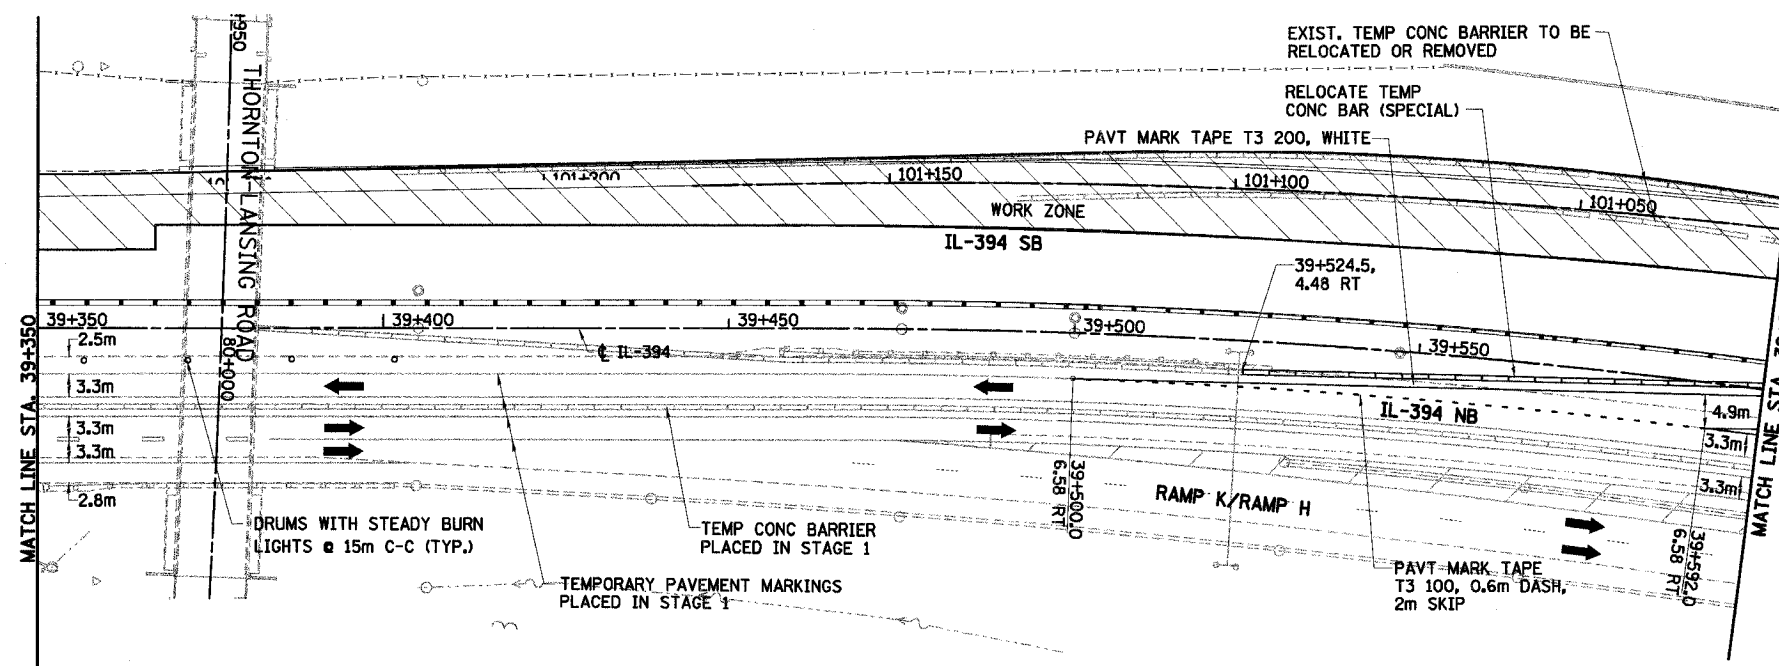 EXIST. TEMP CONC BARRIER TO BE
RELOCATED OR REMOVED
RELOCATE TEMP
CONC BAR (SPECIAL)
PAVT MARK TAPE T3 200, WHITE
+950
THORNTON-LANSING ROAD
80+000
101+200
101+150
101+100
101+050
WORK ZONE
IL-394 SB
39+524.5,
4.48 RT
MATCH LINE STA. 39+350
39+350
39+400
39+450
39+500
39+550
2.5m
3.3m
3.3m
3.3m
2.8m
℄ IL-394
IL-394 NB
4.9m
3.3m
3.3m
39+500.0
6.58 RT
RAMP K/RAMP H
39+592.0
6.58 RT
MATCH LINE STA
DRUMS WITH STEADY BURN
LIGHTS @ 15m C-C (TYP.)
TEMP CONC BARRIER
PLACED IN STAGE 1
TEMPORARY PAVEMENT MARKINGS
PLACED IN STAGE 1
PAVT MARK TAPE
T3 100, 0.6m DASH,
2m SKIP